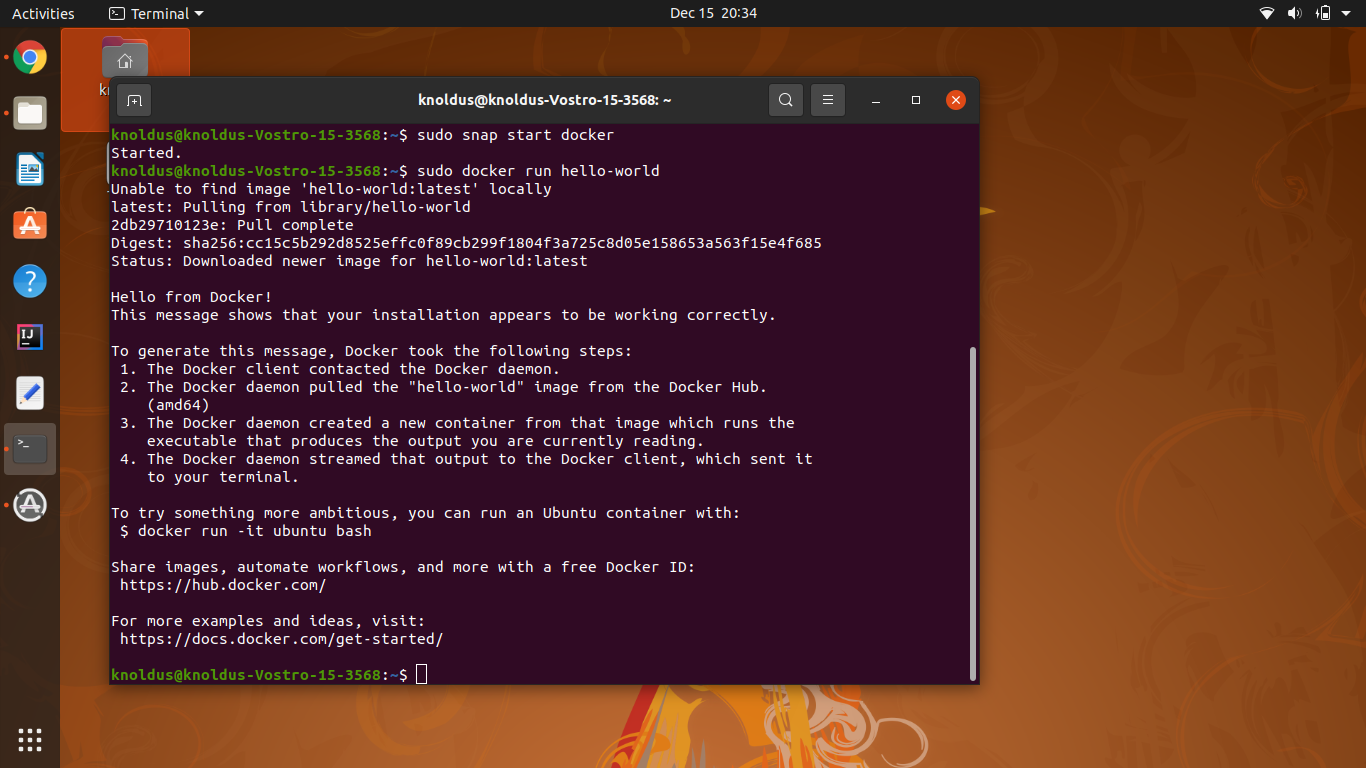 Activities
Terminal
Dec 15 20:34
knoldus@knoldus-Vostro-15-3568: ~
knoldus@knoldus-Vostro-15-3568:~$ sudo snap start docker
Started.
knoldus@knoldus-Vostro-15-3568:~$ sudo docker run hello-world
Unable to find image 'hello-world:latest' locally
latest: Pulling from library/hello-world
2db29710123e: Pull complete
Digest: sha256:cc15c5b292d8525effc0f89cb299f1804f3a725c8d05e158653a563f15e4f685
Status: Downloaded newer image for hello-world:latest
Hello from Docker!
This message shows that your installation appears to be working correctly.
To generate this message, Docker took the following steps:
1. The Docker client contacted the Docker daemon.
2. The Docker daemon pulled the "hello-world" image from the Docker Hub.
(amd64)
3. The Docker daemon created a new container from that image which runs the
executable that produces the output you are currently reading.
4. The Docker daemon streamed that output to the Docker client, which sent it
to your terminal.
To try something more ambitious, you can run an Ubuntu container with:
$ docker run -it ubuntu bash
Share images, automate workflows, and more with a free Docker ID:
https://hub.docker.com/
For more examples and ideas, visit:
https://docs.docker.com/get-started/
knoldus@knoldus-Vostro-15-3568:~$
IJ